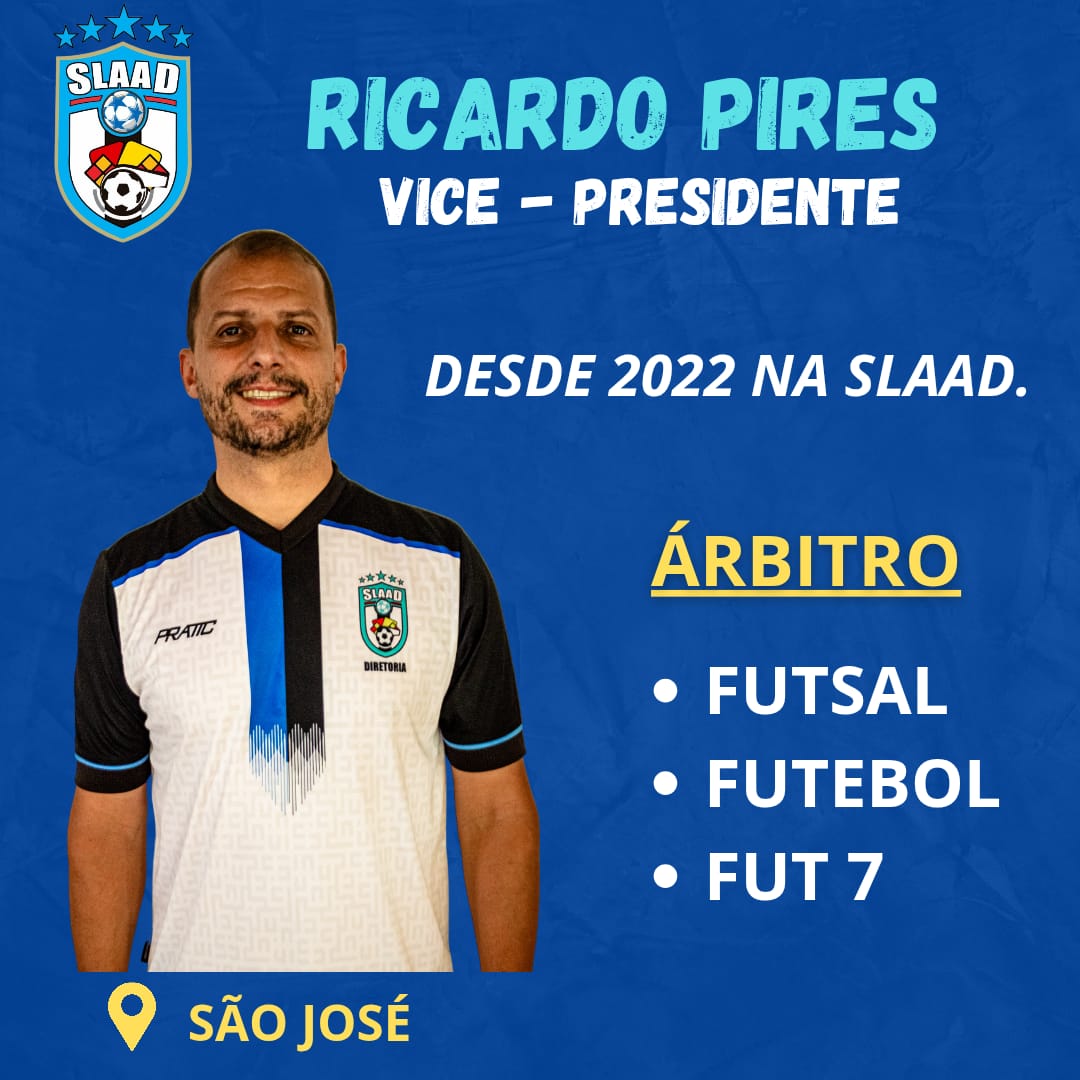 SLAAD
RICARDO PIRES
VICE - PRESIDENTE
DESDE 2022 NA SLAAD.
ÁRBITRO
• FUTSAL
• FUTEBOL
• FUT 7
PRATIC
SLAAD
DIRETORIA
SÃO JOSÉ